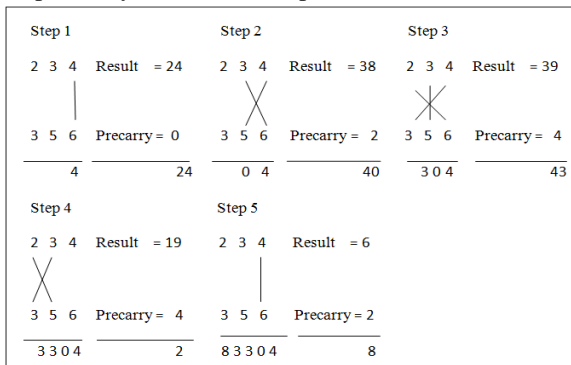 Step 1
2 3 4 Result = 24
3 5 6 Precarry = 0
4 24
Step 2
2 3 4 Result = 38
3 5 6 Precarry = 2
0 4 40
Step 3
2 3 4 Result = 39
3 5 6 Precarry = 4
3 0 4 43
Step 4
2 3 4 Result = 19
3 5 6 Precarry = 4
3 3 0 4 2
Step 5
2 3 4 Result = 6
3 5 6 Precarry = 2
8 3 3 0 4 8